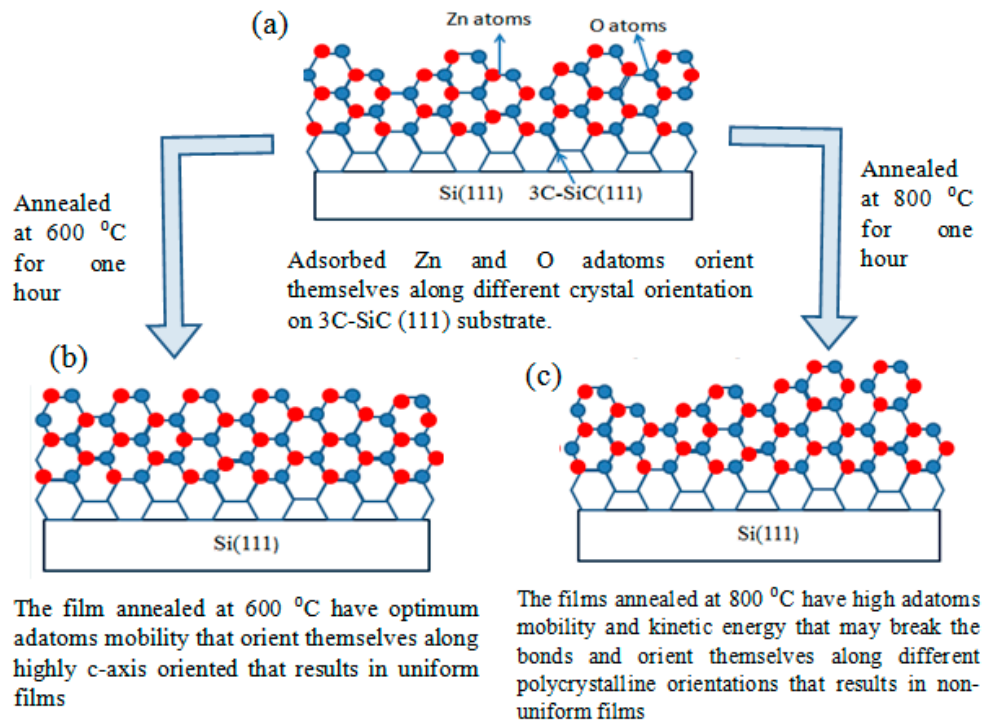 (a)
Zn atoms
O atoms
Si(111)
3C-SiC(111)
Annealed
at 600 ⁰C
for one
hour
Annealed
at 800 ⁰C
for one
hour
Adsorbed Zn and O adatoms orient
themselves along different crystal orientation
on 3C-SiC (111) substrate.
(b)
Si(111)
The film annealed at 600 ⁰C have optimum
adatoms mobility that orient themselves along
highly c-axis oriented that results in uniform
films
(c)
Si(111)
The films annealed at 800 ⁰C have high adatoms
mobility and kinetic energy that may break the
bonds and orient themselves along different
polycrystalline orientations that results in non-
uniform films